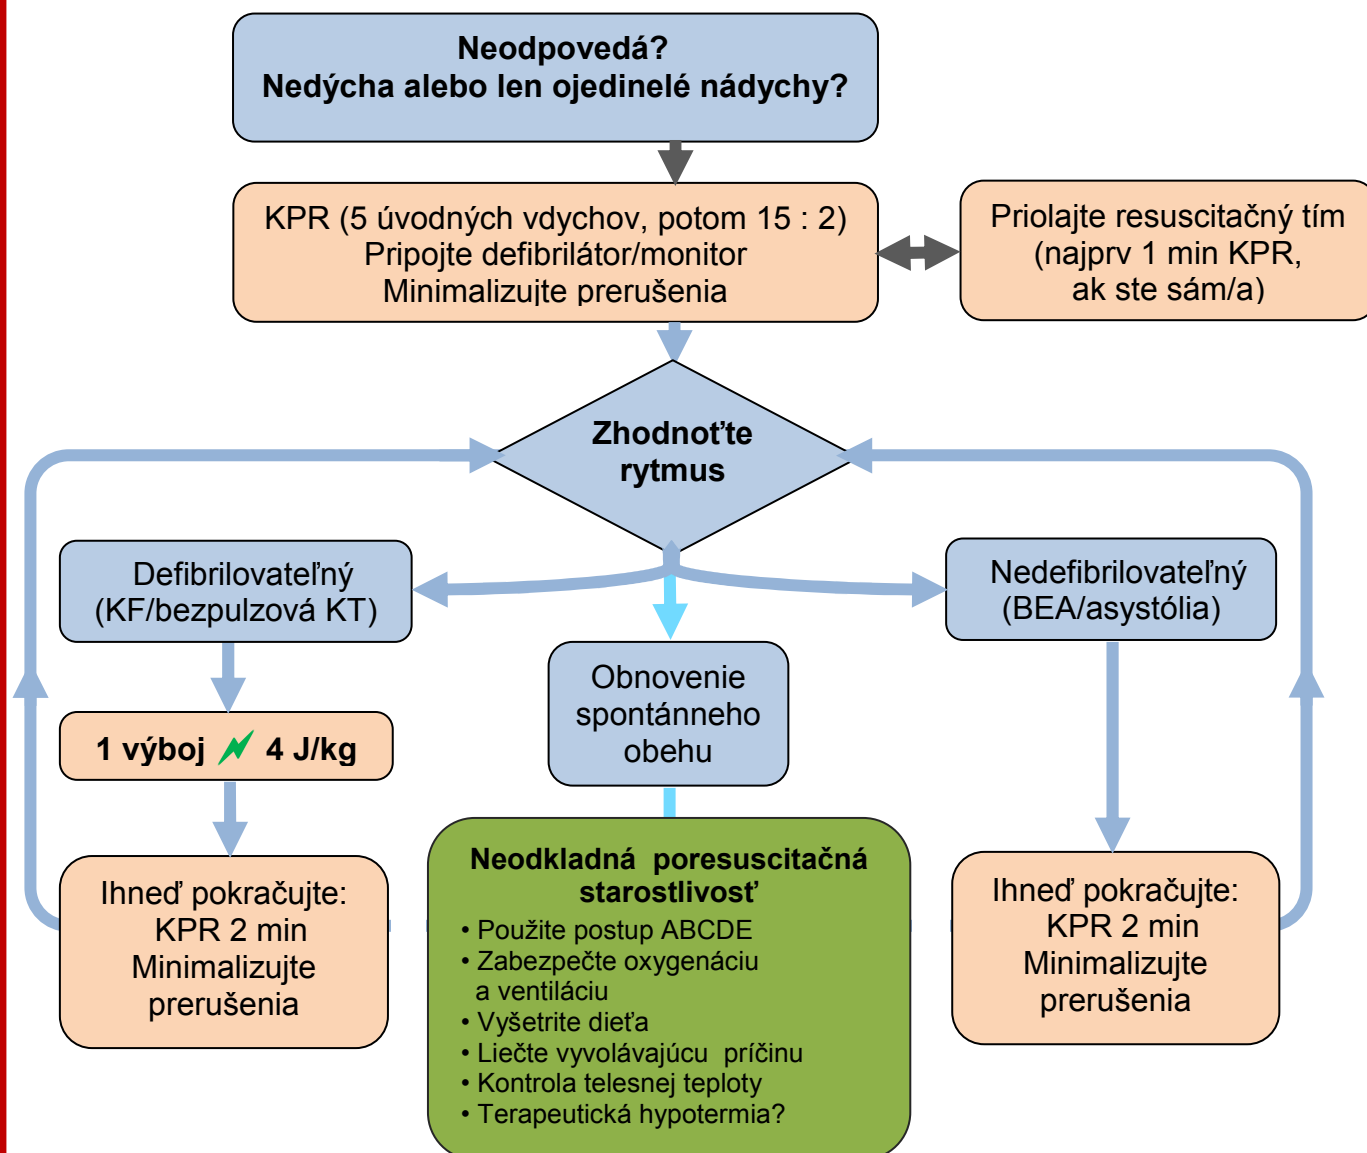 Neodpovedá?
Nedýcha alebo len ojedinelé nádychy?
KPR (5 úvodných vdychov, potom 15 : 2)
Pripojte defibrilátor/monitor
Minimalizujte prerušenia
Priolajte resuscitačný tím
(najprv 1 min KPR,
ak ste sám/a)
Zhodnoťte
rytmus
Defibrilovateľný
(KF/bezpulzová KT)
Nedefibrilovateľný
(BEA/asystólia)
Obnovenie
spontánneho
obehu
1 výboj 4 J/kg
Ihneď pokračujte:
KPR 2 min
Minimalizujte
prerušenia
Neodkladná poresuscitačná
starostlivosť
• Použite postup ABCDE
• Zabezpečte oxygenáciu
a ventiláciu
• Vyšetrite dieťa
• Liečte vyvolávajúcu príčinu
• Kontrola telesnej teploty
• Terapeutická hypotermia?
Ihneď pokračujte:
KPR 2 min
Minimalizujte
prerušenia